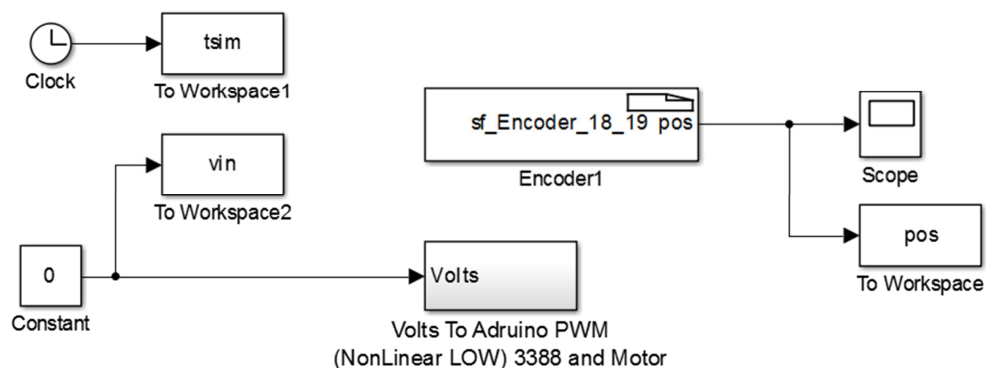 tsim
Clock
To Workspace1
vin
To Workspace2
0
Constant
sf_Encoder_18_19 pos
Encoder1
Scope
pos
To Workspace
Volts
Volts To Adruino PWM
(NonLinear LOW) 3388 and Motor